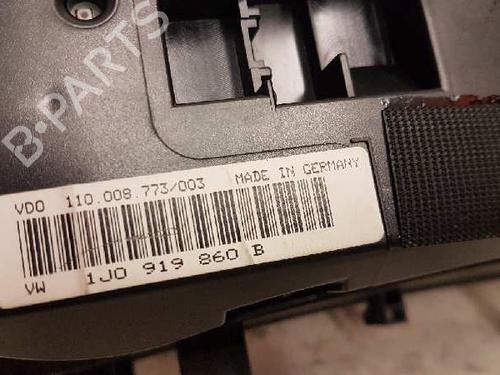 B-PARTS
VDO 110.008.773/003 MADE IN GERMANY
VW 1J0 919 860 B